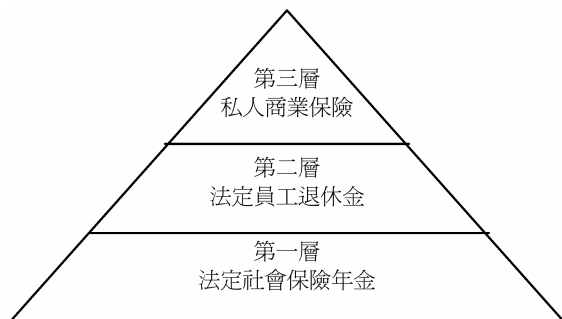 第三層
私人商業保險
第二層
法定員工退休金
第一層
法定社會保險年金